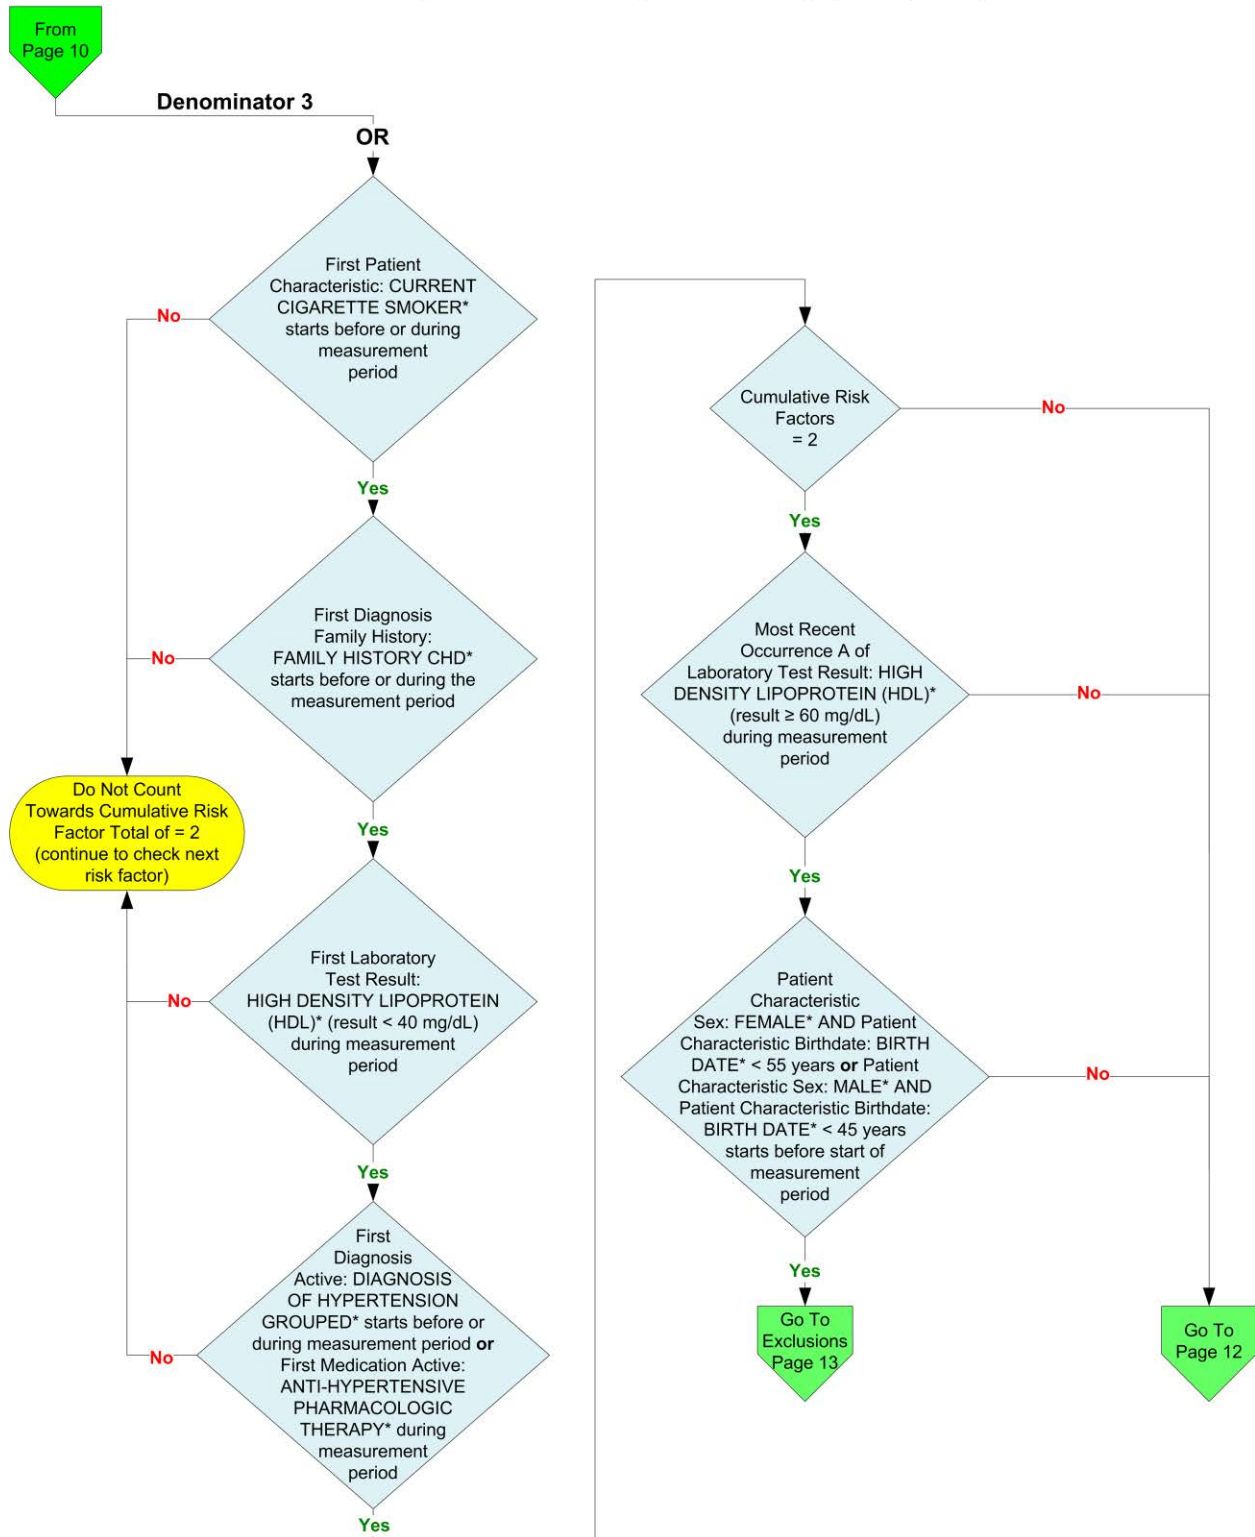 From
Page 10
Denominator 3
OR
First Patient
Characteristic: CURRENT
CIGARETTE SMOKER*
starts before or during
measurement
period
No
Yes
First Diagnosis
Family History:
FAMILY HISTORY CHD*
starts before or during the
measurement period
No
Yes
Do Not Count
Towards Cumulative Risk
Factor Total of = 2
(continue to check next
risk factor)
First Laboratory
Test Result:
HIGH DENSITY LIPOPROTEIN
(HDL)* (result < 40 mg/dL)
during measurement
period
No
Yes
First
Diagnosis
Active: DIAGNOSIS
OF HYPERTENSION
GROUPED* starts before or
during measurement period or
First Medication Active:
ANTI-HYPERTENSIVE
PHARMACOLOGIC
THERAPY* during
measurement
period
No
Yes
Cumulative Risk
Factors
= 2
No
Yes
Most Recent
Occurrence A of
Laboratory Test Result: HIGH
DENSITY LIPOPROTEIN (HDL)*
(result ≥ 60 mg/dL)
during measurement
period
No
Yes
Patient
Characteristic
Sex: FEMALE* AND Patient
Characteristic Birthdate: BIRTH
DATE* < 55 years or Patient
Characteristic Sex: MALE* AND
Patient Characteristic Birthdate:
BIRTH DATE* < 45 years
starts before start of
measurement
period
No
Yes
Go To
Exclusions
Page 13
Go To
Page 12